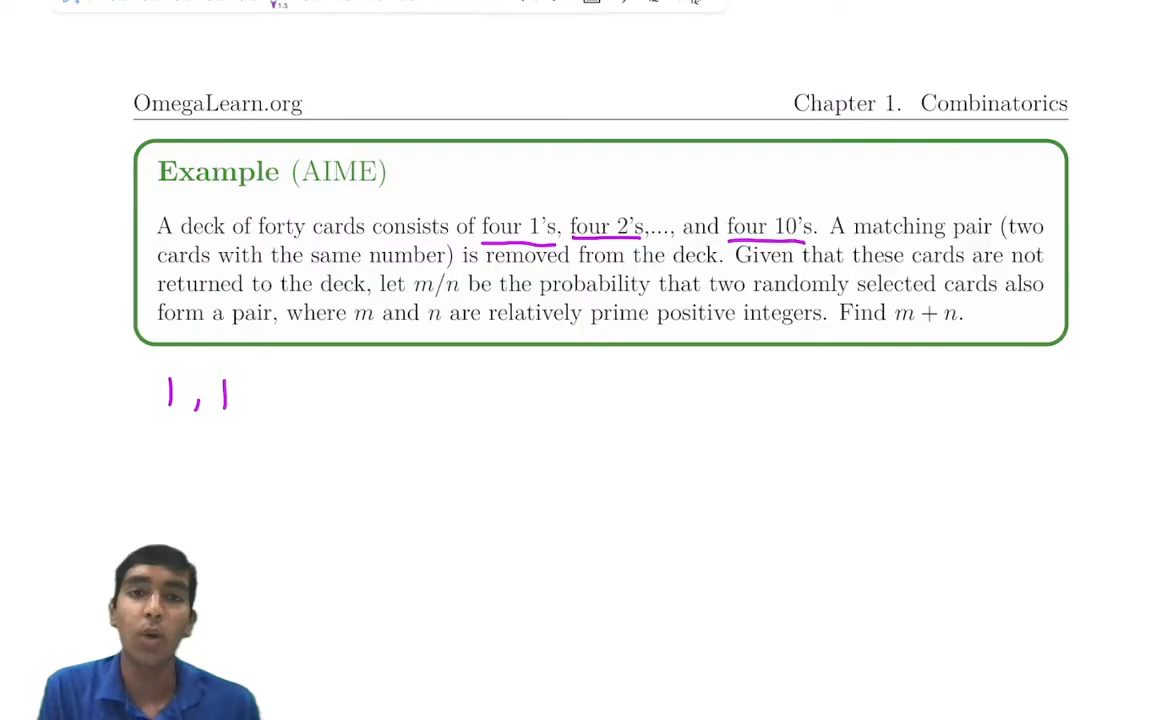 1.5
OmegaLearn.org Chapter 1. Combinatorics
Example (AIME)
A deck of forty cards consists of four 1's, four 2's,..., and four 10's. A matching pair (two
cards with the same number) is removed from the deck. Given that these cards are not
returned to the deck, let m/n be the probability that two randomly selected cards also
form a pair, where m and n are relatively prime positive integers. Find m + n.
1, 1